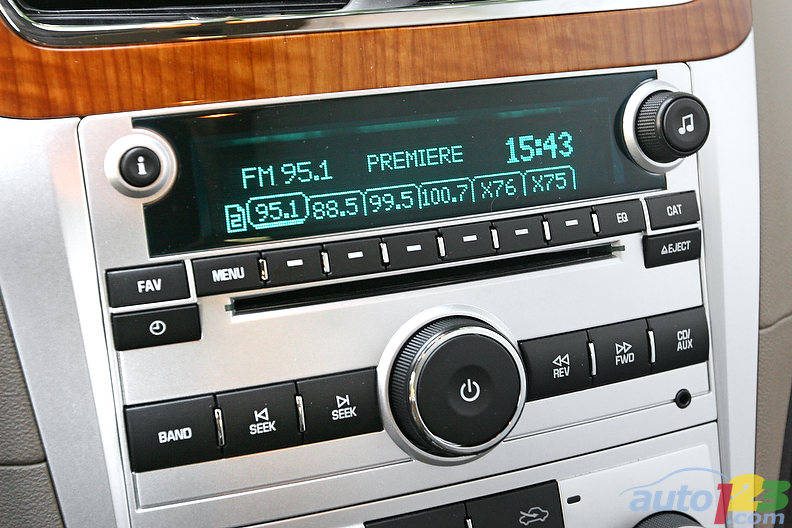 i
FM 95.1 PREMIERE 15:43
2 95.1 88.5 99.5 100.7 X76 X75
FAV MENU EQ CAT
EJECT
BAND SEEK SEEK REV FWD CD/
AUX
auto123
.com